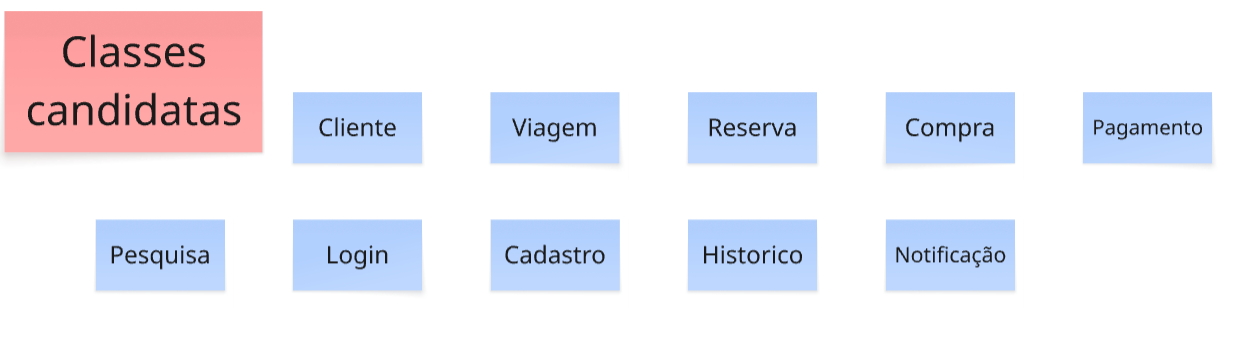 Classes
candidatas
Cliente
Viagem
Reserva
Compra
Pagamento
Pesquisa
Login
Cadastro
Historico
Notificação